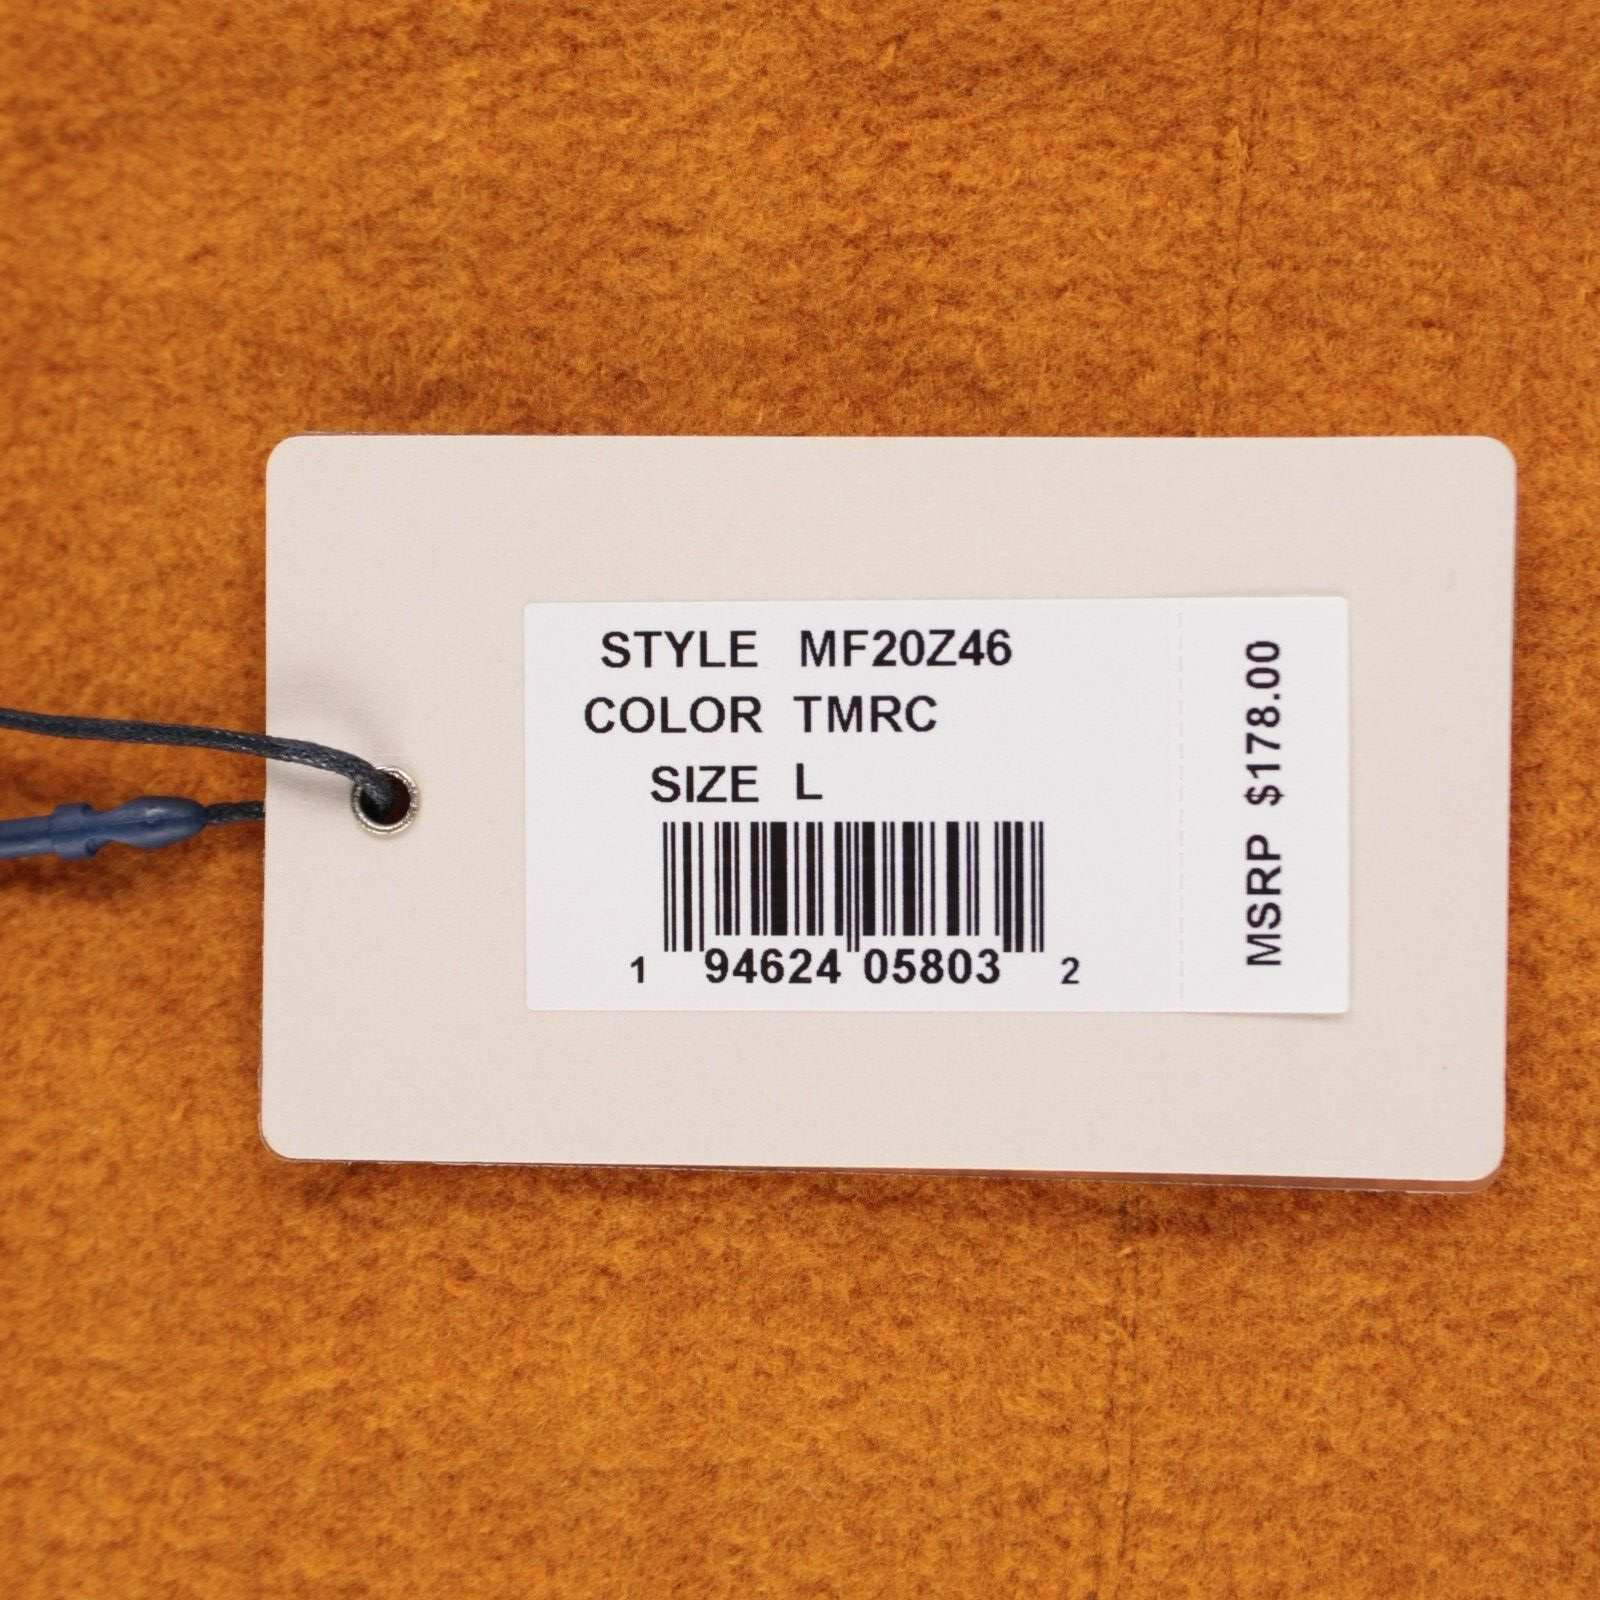 STYLE MF20Z46
COLOR TMRC
SIZE L
1 94624 05803 2
MSRP $178.00